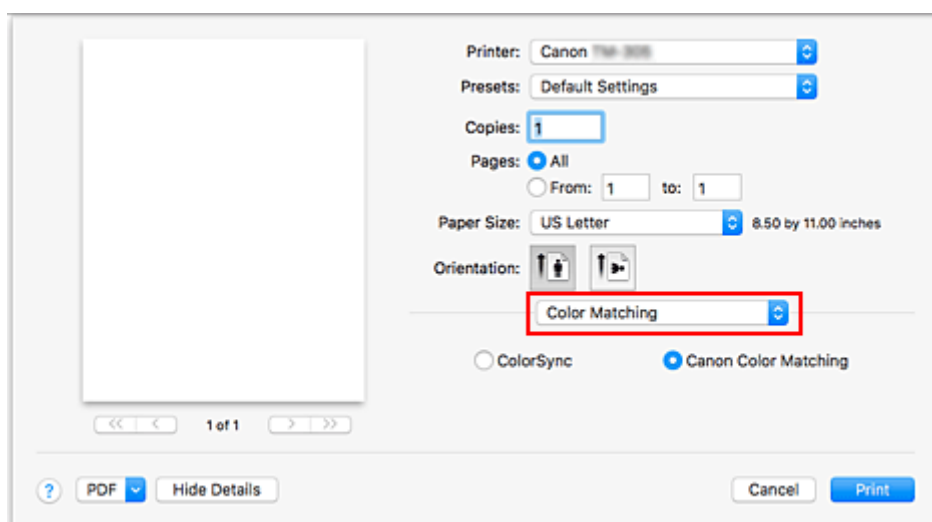 Printer: Canon
Presets: Default Settings
Copies: 1
Pages: All
From: 1 to: 1
Paper Size: US Letter 8.50 by 11.00 inches
Orientation:
Color Matching
ColorSync Canon Color Matching
1 of 1
? PDF Hide Details Cancel Print